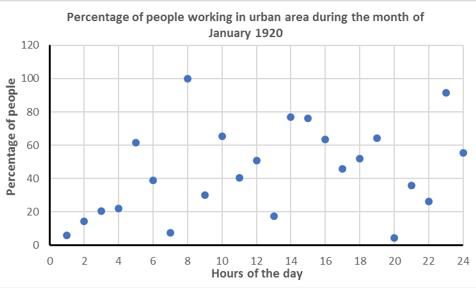 Percentage of people working in urban area during the month of
January 1920
120
100
80
60
40
20
0
Percentage of people
0 2 4 6 8 10 12 14 16 18 20 22 24
Hours of the day